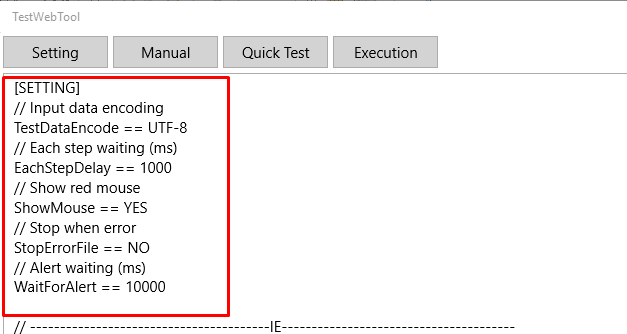 TestWebTool
Setting Manual Quick Test Execution
[SETTING]
// Input data encoding
TestDataEncode == UTF-8
// Each step waiting (ms)
EachStepDelay == 1000
// Show red mouse
ShowMouse == YES
// Stop when error
StopErrorFile == NO
// Alert waiting (ms)
WaitForAlert == 10000
// ----------------------------------------IE---------------------------------------